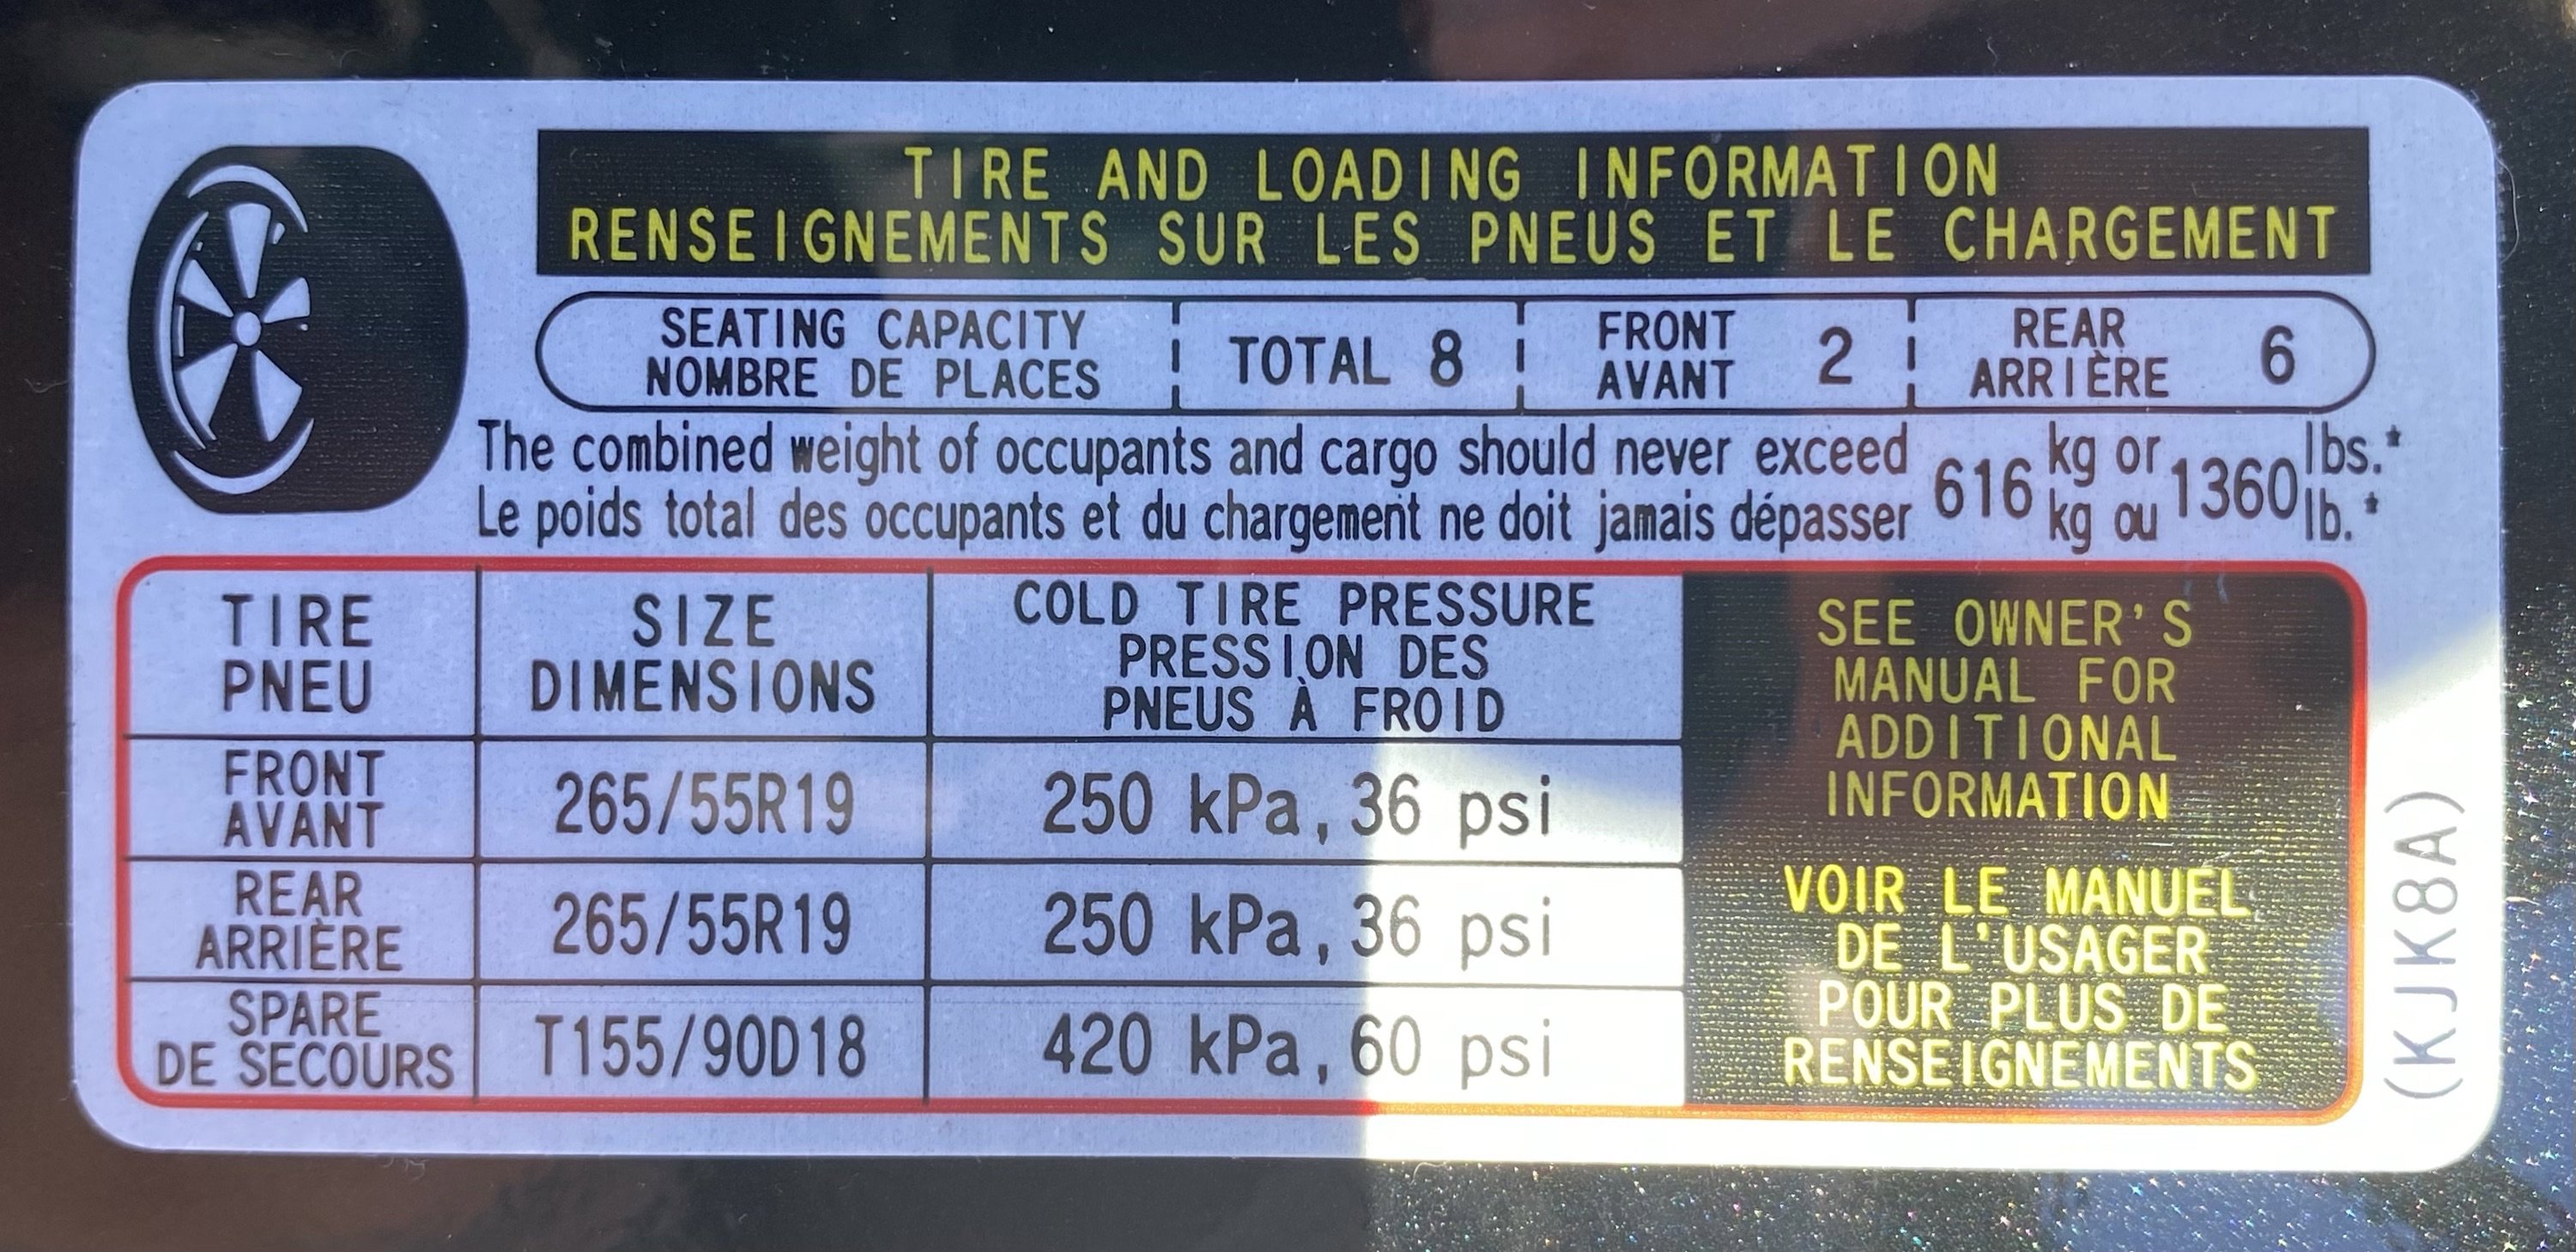 TIRE AND LOADING INFORMATION
RENSEIGNEMENTS SUR LES PNEUS ET LE CHARGEMENT
SEATING CAPACITY
NOMBRE DE PLACES
TOTAL 8
FRONT
AVANT
2
REAR
ARRIÈRE
6
The combined weight of occupants and cargo should never exceed 616 kg or 1360 lbs.*
Le poids total des occupants et du chargement ne doit jamais dépasser kg ou lb.*
TIRE
PNEU
SIZE
DIMENSIONS
COLD TIRE PRESSURE
PRESSION DES
PNEUS À FROID
FRONT
AVANT
265/55R19
250 kPa, 36 psi
REAR
ARRIÈRE
265/55R19
250 kPa, 36 psi
SPARE
DE SECOURS
T155/90D18
420 kPa, 60 psi
SEE OWNER'S
MANUAL FOR
ADDITIONAL
INFORMATION
VOIR LE MANUEL
DE L'USAGER
POUR PLUS DE
RENSEIGNEMENTS
(KJK8A)